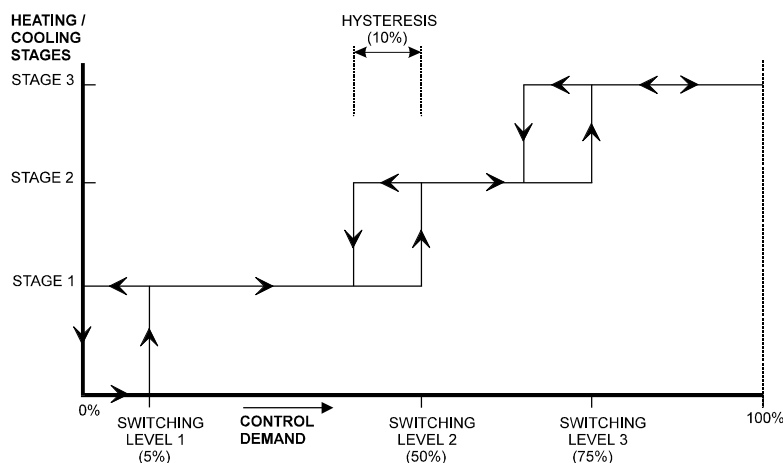 HEATING /
COOLING
STAGES
HYSTERESIS
(10%)
STAGE 3
STAGE 2
STAGE 1
0%
SWITCHING
LEVEL 1
(5%)
CONTROL
DEMAND
SWITCHING
LEVEL 2
(50%)
SWITCHING
LEVEL 3
(75%)
100%